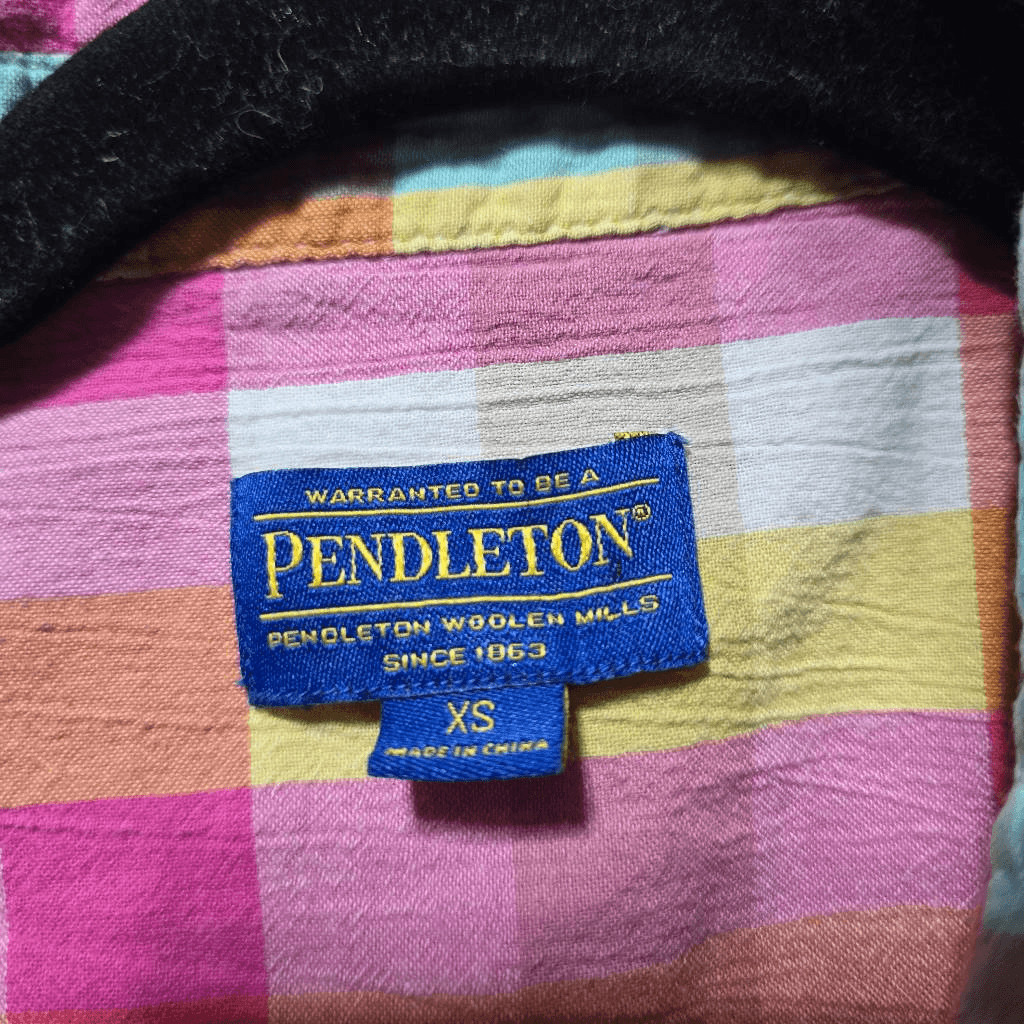 WARRANTED TO BE A
PENDLETON®
PENDLETON WOOLEN MILLS
SINCE 1863
XS
MADE IN CHINA